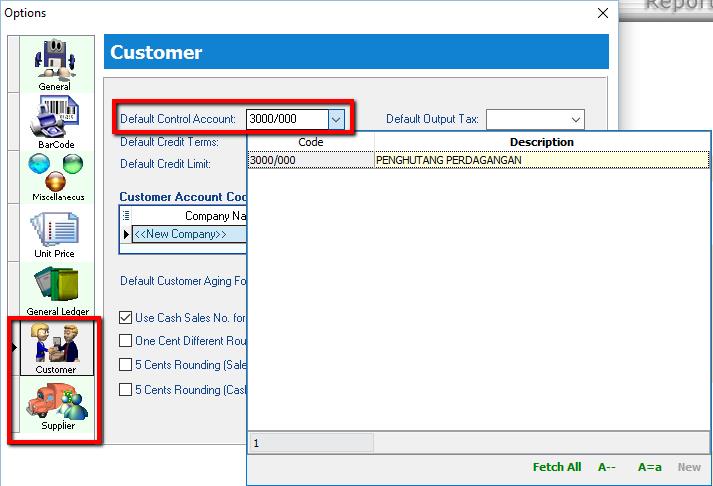 Report
Options
General
BarCode
Miscellaneous
Unit Price
General Ledger
Customer
Supplier
Customer
Default Control Account: 3000/000 Default Output Tax:
Default Credit Terms:
Default Credit Limit:
Code Description
3000/000 PENGHUTANG PERDAGANGAN
Customer Account Coo
Company Na
<<New Company>>
Default Customer Aging Fo
Use Cash Sales No. for
One Cent Different Rou
5 Cents Rounding (Sale
5 Cents Rounding (Cash
1
Fetch All A-- A=a New